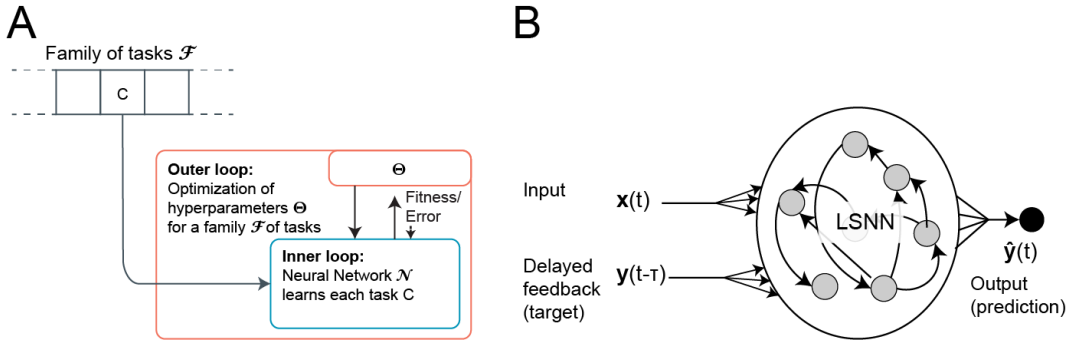 A
Family of tasks 𝓕
C
Outer loop:
Optimization of
hyperparameters Θ
for a family 𝓕 of tasks
Θ
Fitness/
Error
Inner loop:
Neural Network 𝒩
learns each task C
B
Input
x(t)
Delayed
feedback
(target)
y(t-τ)
LSNN
ŷ(t)
Output
(prediction)